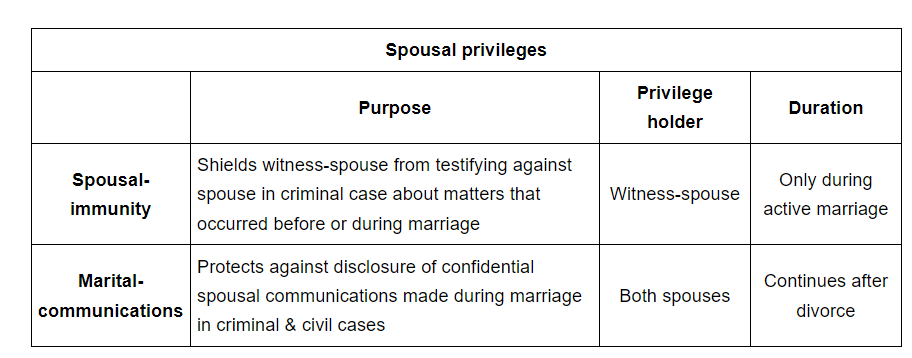 Spousal privileges
Purpose
Privilege
holder
Duration
Spousal-
immunity
Shields witness-spouse from testifying against
spouse in criminal case about matters that
occurred before or during marriage
Witness-spouse
Only during
active marriage
Marital-
communications
Protects against disclosure of confidential
spousal communications made during marriage
in criminal & civil cases
Both spouses
Continues after
divorce